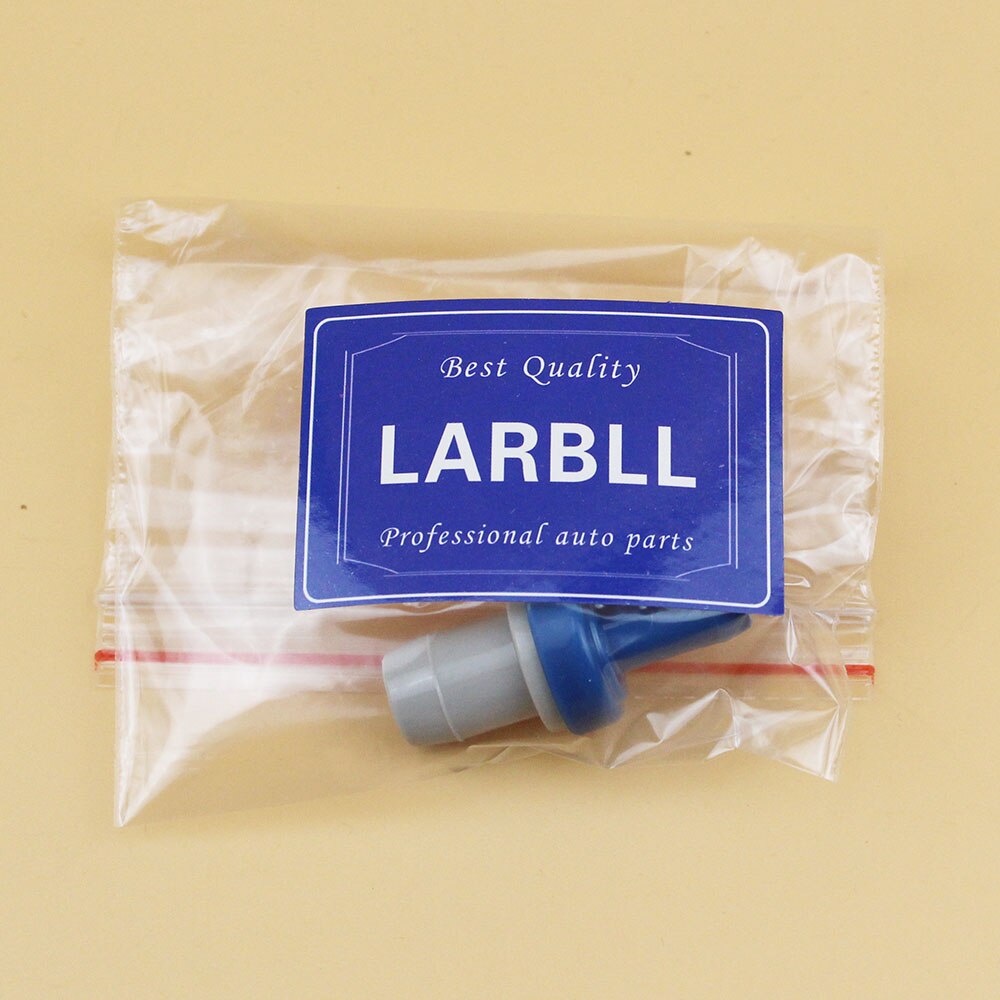 Best Quality
LARBLL
Professional auto parts